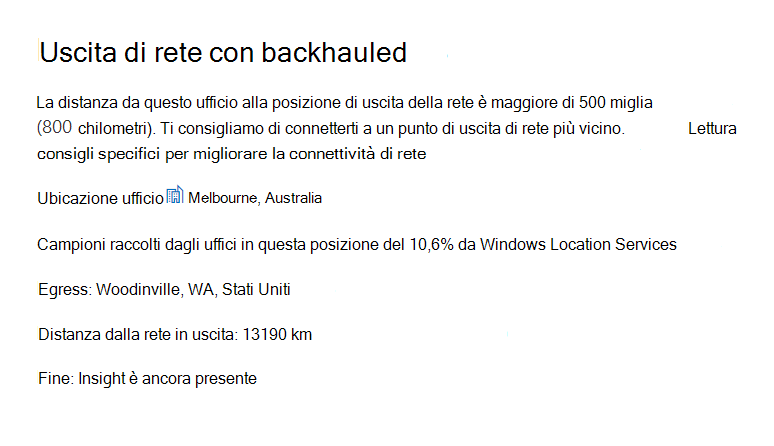 Uscita di rete con backhauled
La distanza da questo ufficio alla posizione di uscita della rete è maggiore di 500 miglia
(800 chilometri). Ti consigliamo di connetterti a un punto di uscita di rete più vicino. Lettura
consigli specifici per migliorare la connettività di rete
Ubicazione ufficio Melbourne, Australia
Campioni raccolti dagli uffici in questa posizione del 10,6% da Windows Location Services
Egress: Woodinville, WA, Stati Uniti
Distanza dalla rete in uscita: 13190 km
Fine: Insight è ancora presente